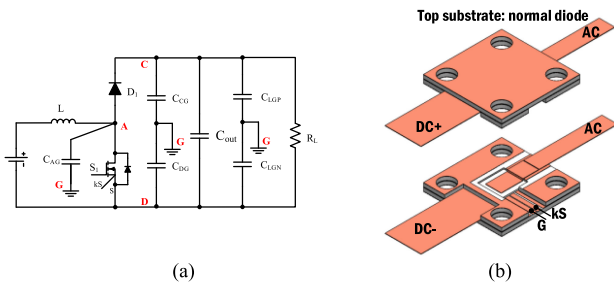 Top substrate: normal diode
AC
DC+
AC
DC-
kS
G
C
D1
CCG
CLGP
L
A
G
G
Cout
RL
CAG
S1
CDG
CLGN
G
kS
S
D
(a)
(b)